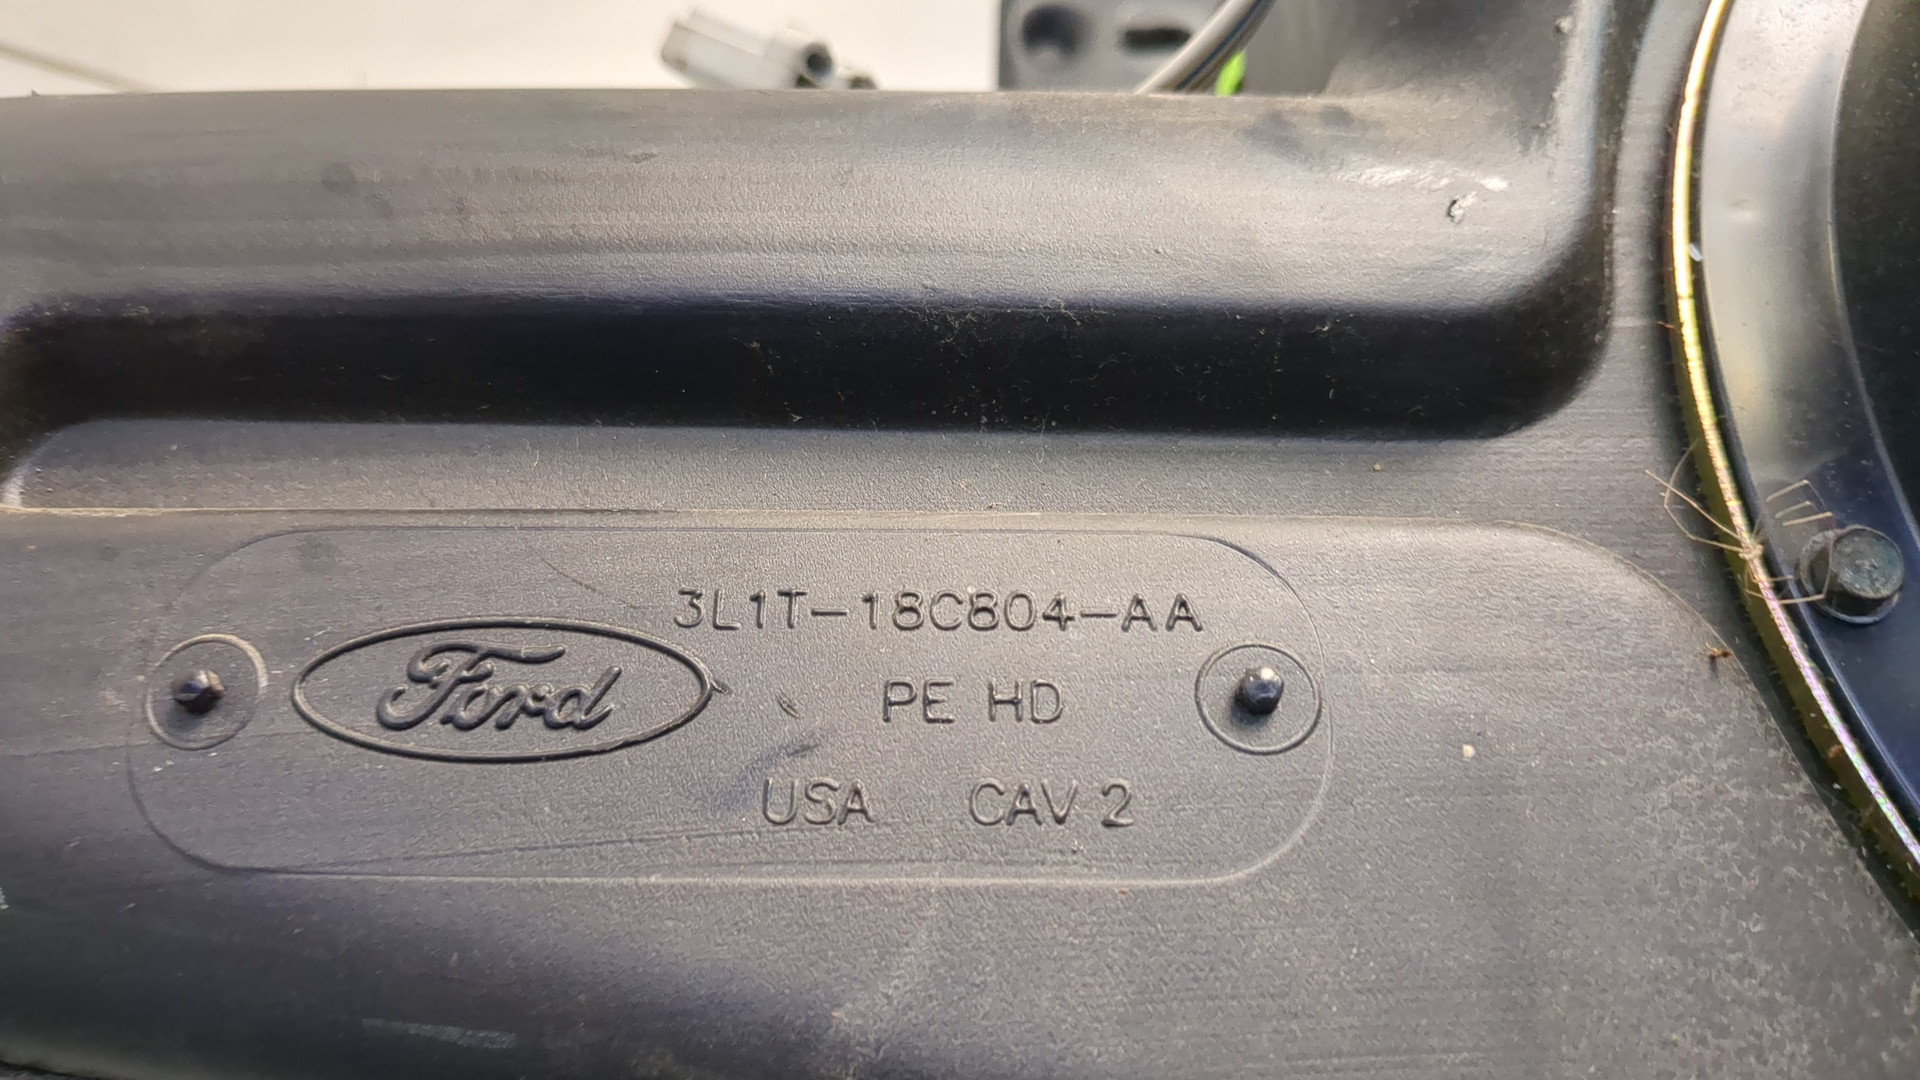 3L1T-18C804-AA
Ford
PE HD
USA CAV 2